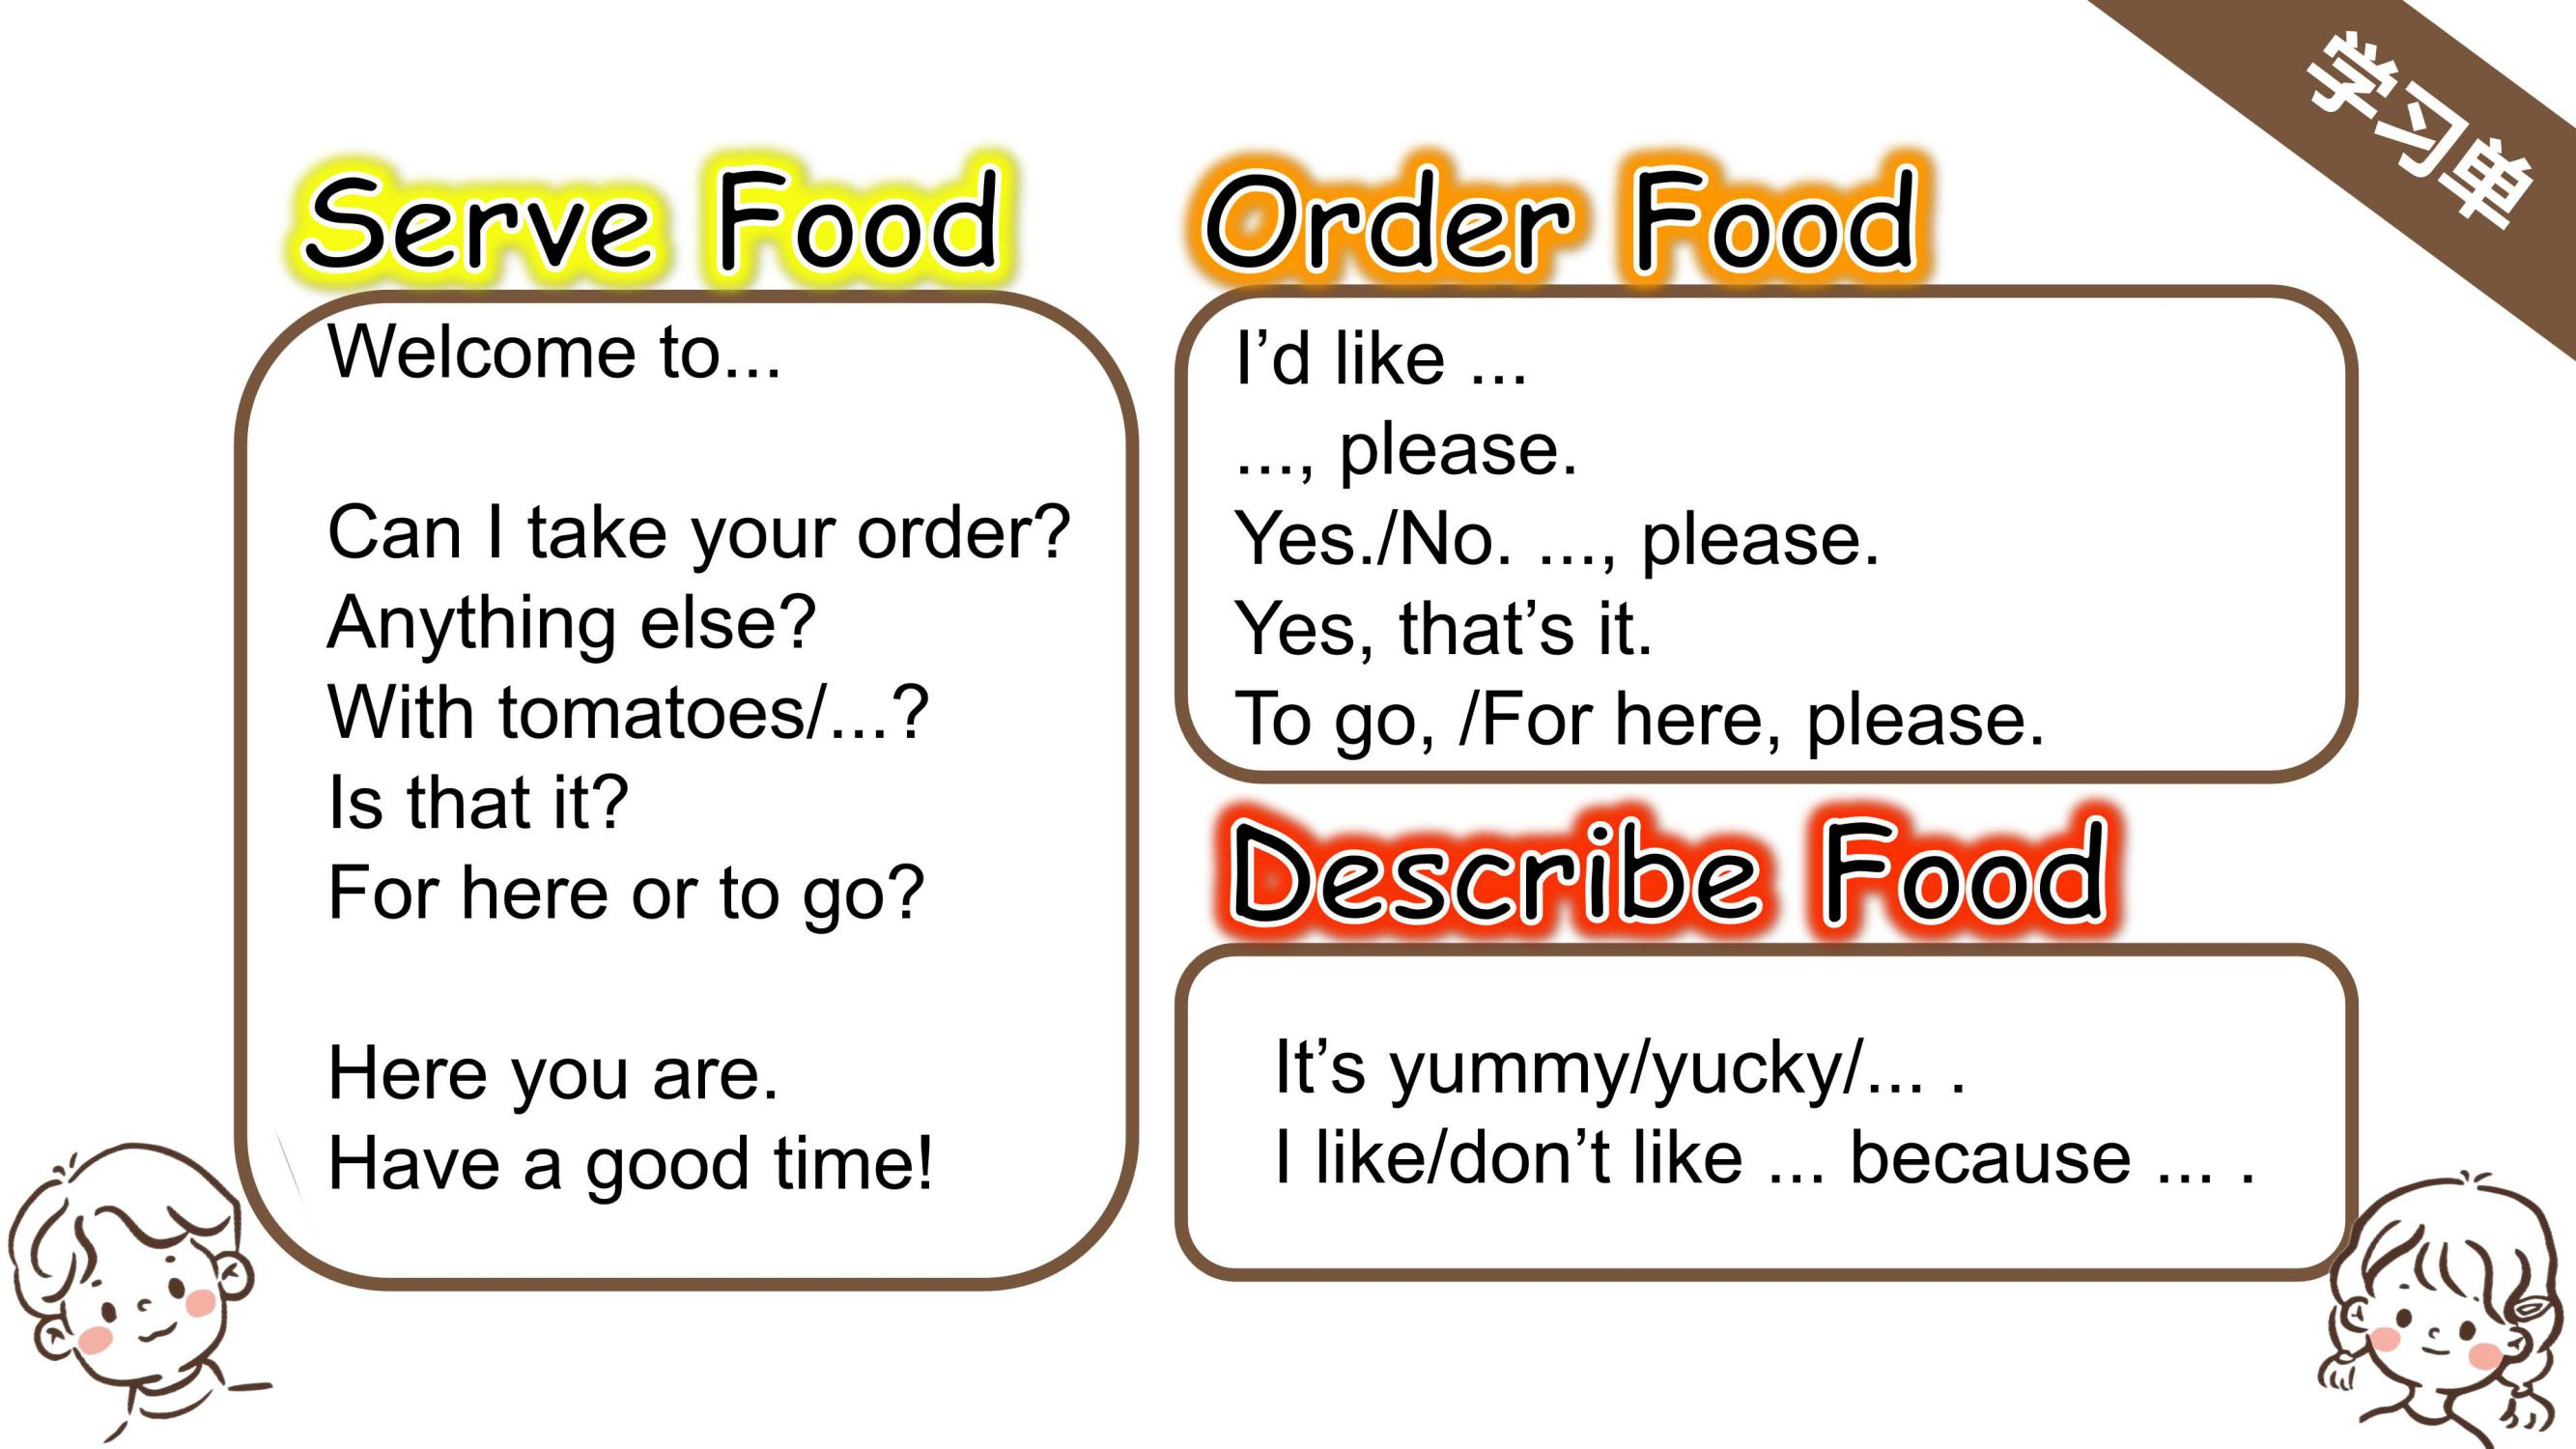 学习单
Serve Food
Welcome to...
Can I take your order?
Anything else?
With tomatoes/...?
Is that it?
For here or to go?
Here you are.
Have a good time!
Order Food
I’d like ...
..., please.
Yes./No. ..., please.
Yes, that’s it.
To go, /For here, please.
Describe Food
It’s yummy/yucky/... .
I like/don’t like ... because ... .